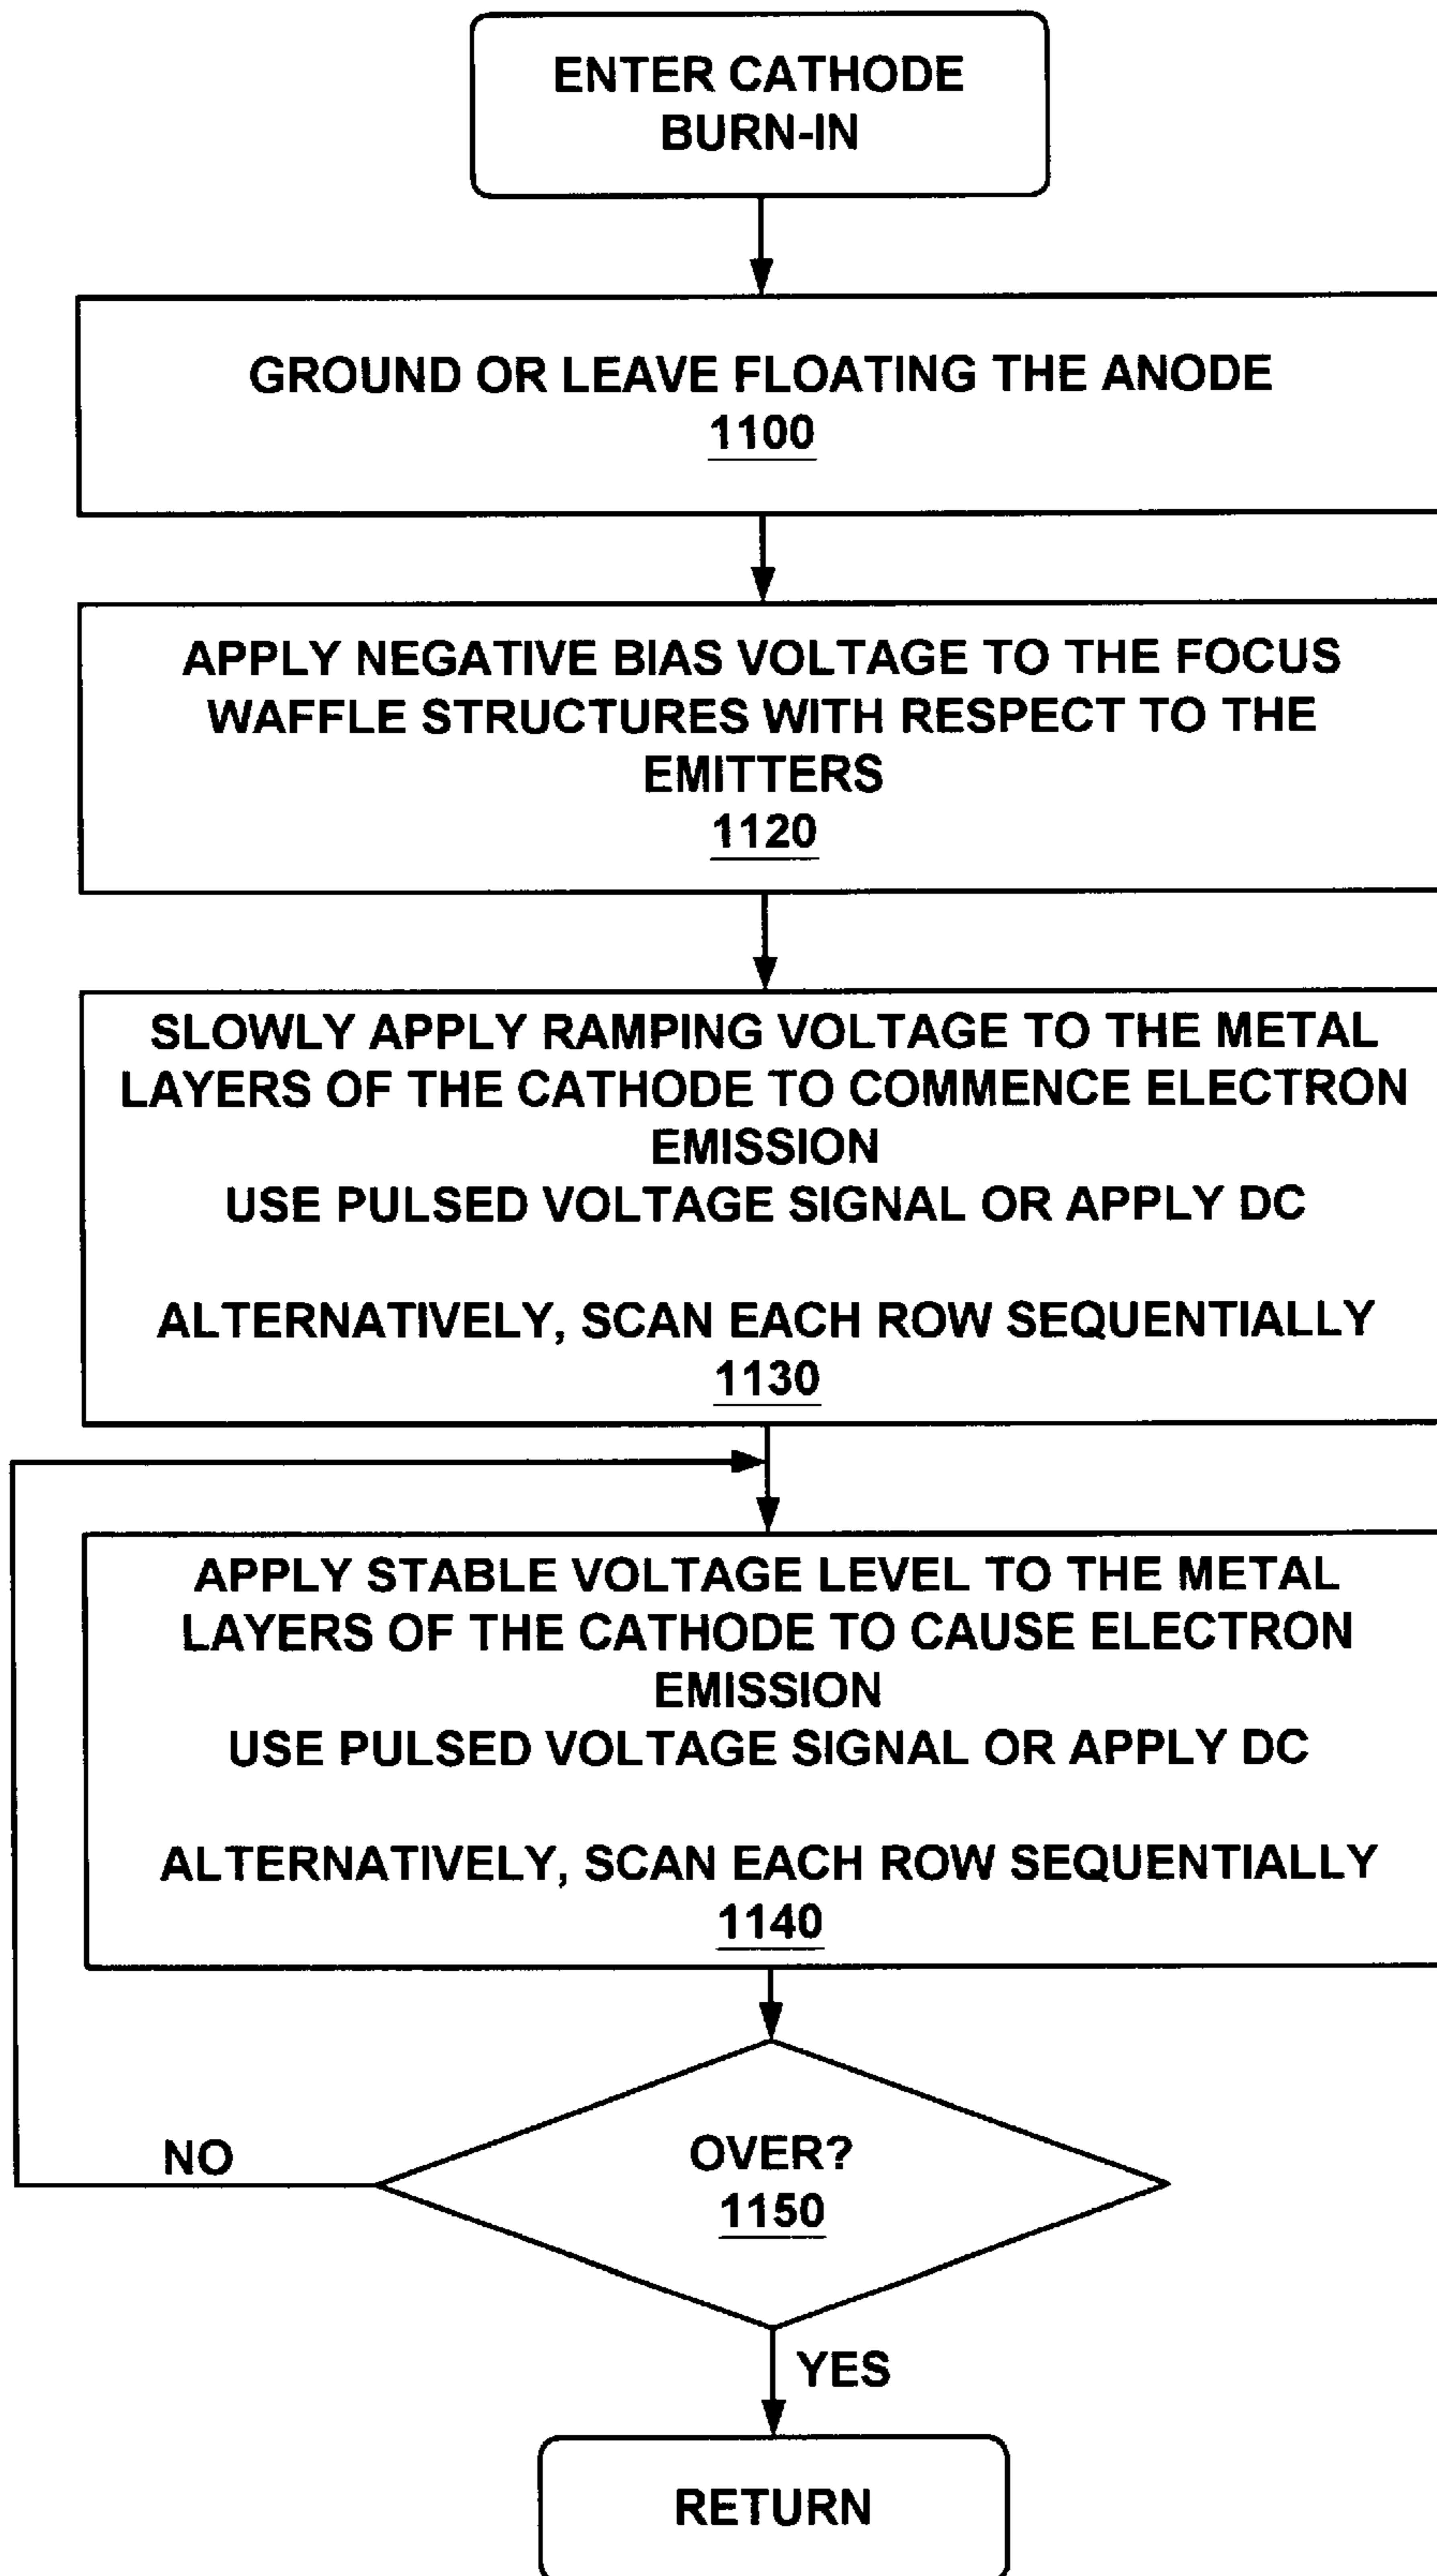 ENTER CATHODE
BURN-IN
GROUND OR LEAVE FLOATING THE ANODE
1100
APPLY NEGATIVE BIAS VOLTAGE TO THE FOCUS
WAFFLE STRUCTURES WITH RESPECT TO THE
EMITTERS
1120
SLOWLY APPLY RAMPING VOLTAGE TO THE METAL
LAYERS OF THE CATHODE TO COMMENCE ELECTRON
EMISSION
USE PULSED VOLTAGE SIGNAL OR APPLY DC
ALTERNATIVELY, SCAN EACH ROW SEQUENTIALLY
1130
APPLY STABLE VOLTAGE LEVEL TO THE METAL
LAYERS OF THE CATHODE TO CAUSE ELECTRON
EMISSION
USE PULSED VOLTAGE SIGNAL OR APPLY DC
ALTERNATIVELY, SCAN EACH ROW SEQUENTIALLY
1140
OVER?
1150
NO
YES
RETURN